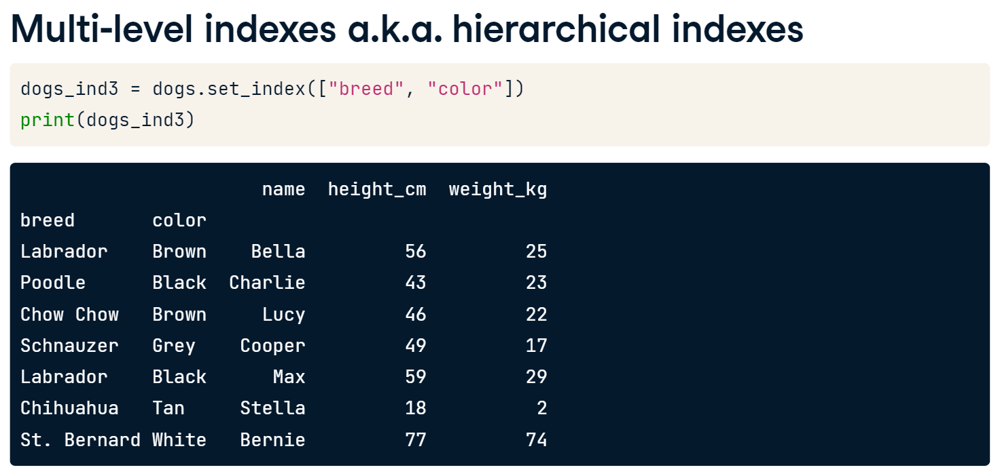 Multi-level indexes a.k.a. hierarchical indexes
dogs_ind3 = dogs.set_index(["breed", "color"])
print(dogs_ind3)
                      name  height_cm  weight_kg
breed       color
Labrador    Brown    Bella         56         25
Poodle      Black  Charlie         43         23
Chow Chow   Brown     Lucy         46         22
Schnauzer   Grey    Cooper         49         17
Labrador    Black      Max         59         29
Chihuahua   Tan     Stella         18          2
St. Bernard White   Bernie         77         74